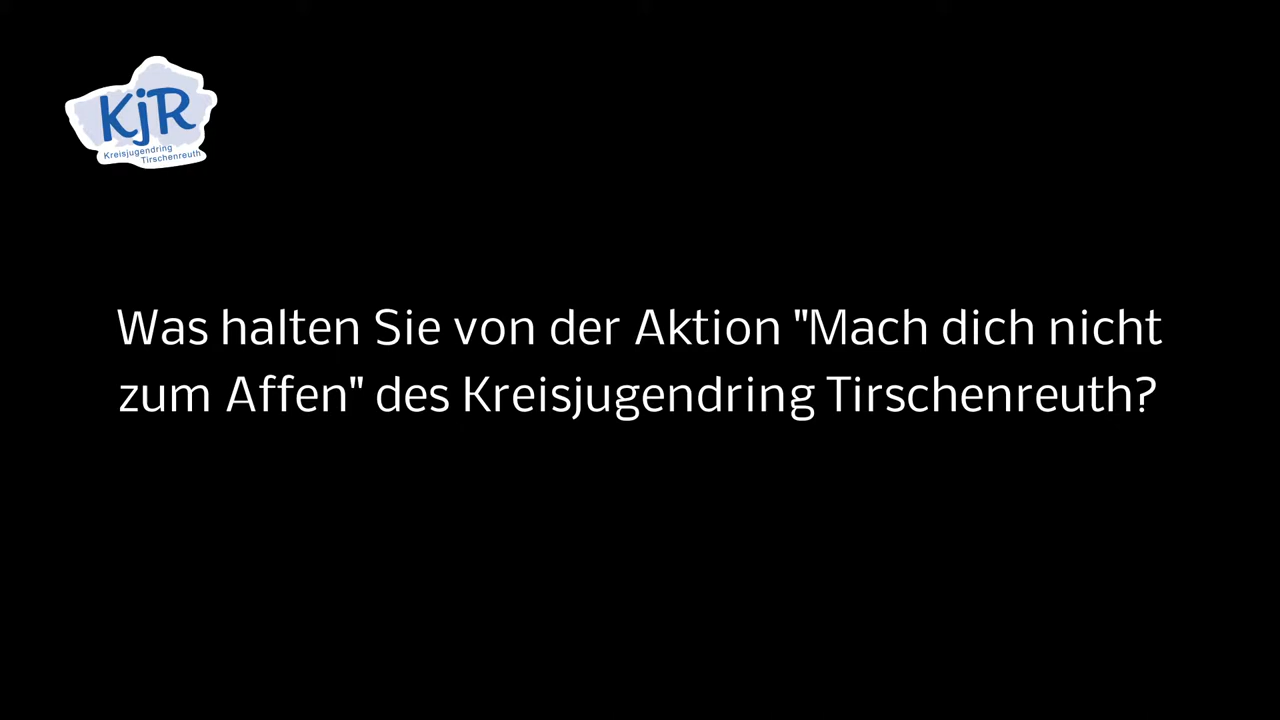 KjR
Kreisjugendring
Tirschenreuth
Was halten Sie von der Aktion "Mach dich nicht
zum Affen" des Kreisjugendring Tirschenreuth?